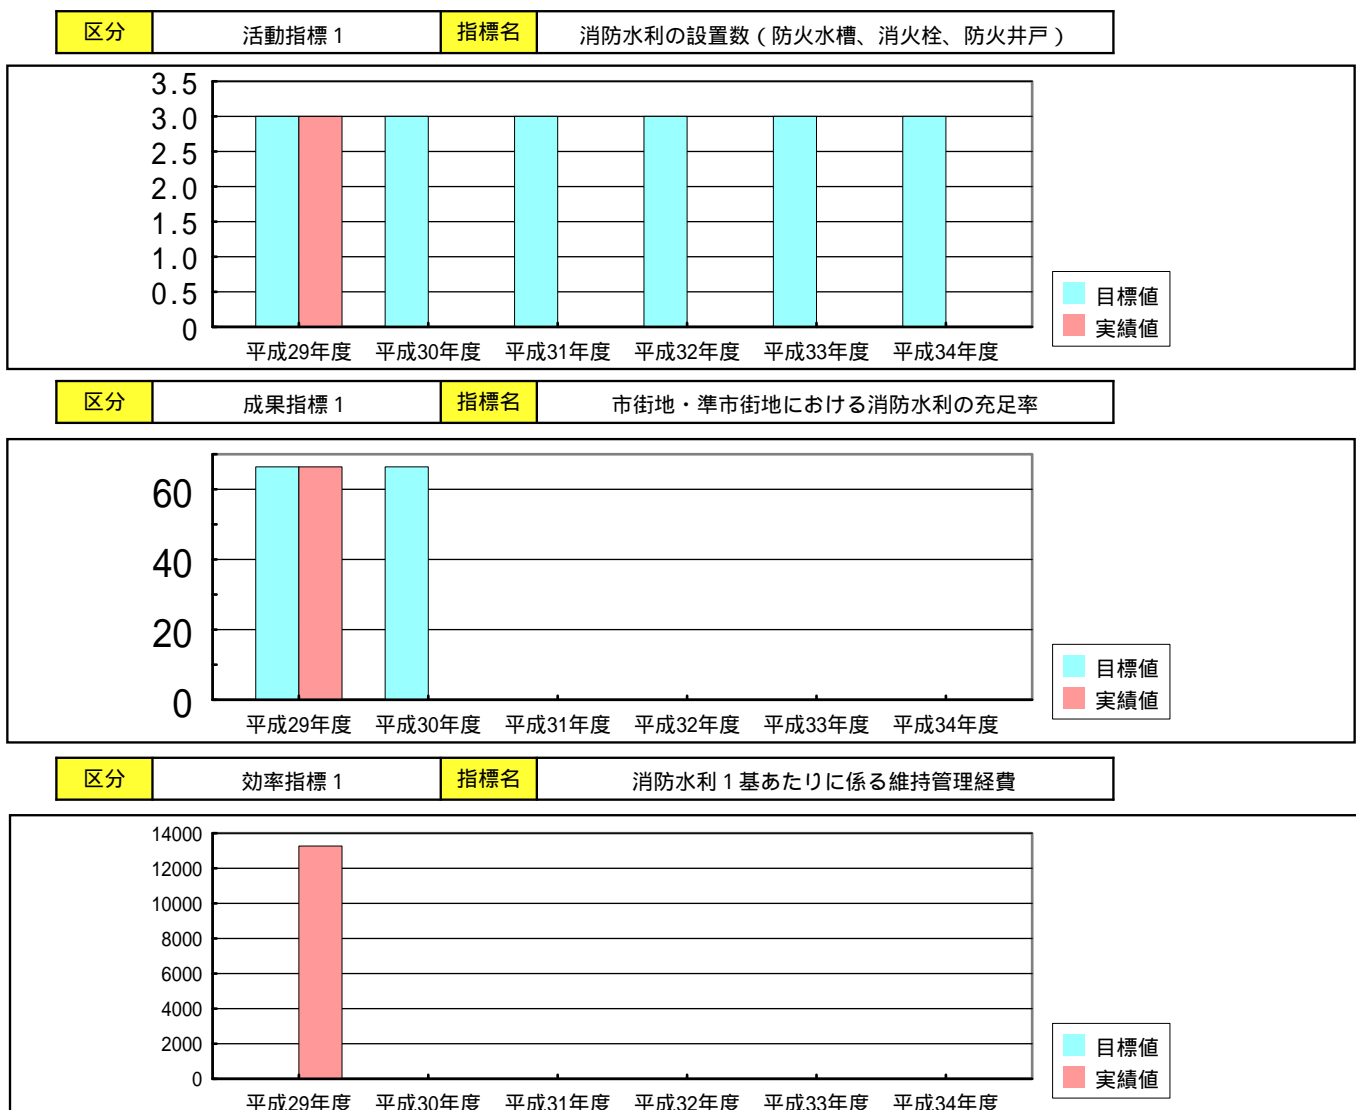 区分 活動指標１ 指標名 消防水利の設置数（防火水槽、消火栓、防火井戸）
3.5
3.0
2.5
2.0
1.5
1.0
0.5
0
平成29年度 平成30年度 平成31年度 平成32年度 平成33年度 平成34年度
目標値
実績値
区分 成果指標１ 指標名 市街地・準市街地における消防水利の充足率
60
40
20
0
平成29年度 平成30年度 平成31年度 平成32年度 平成33年度 平成34年度
目標値
実績値
区分 効率指標１ 指標名 消防水利１基あたりに係る維持管理経費
14000
12000
10000
8000
6000
4000
2000
0
平成29年度 平成30年度 平成31年度 平成32年度 平成33年度 平成34年度
目標値
実績値